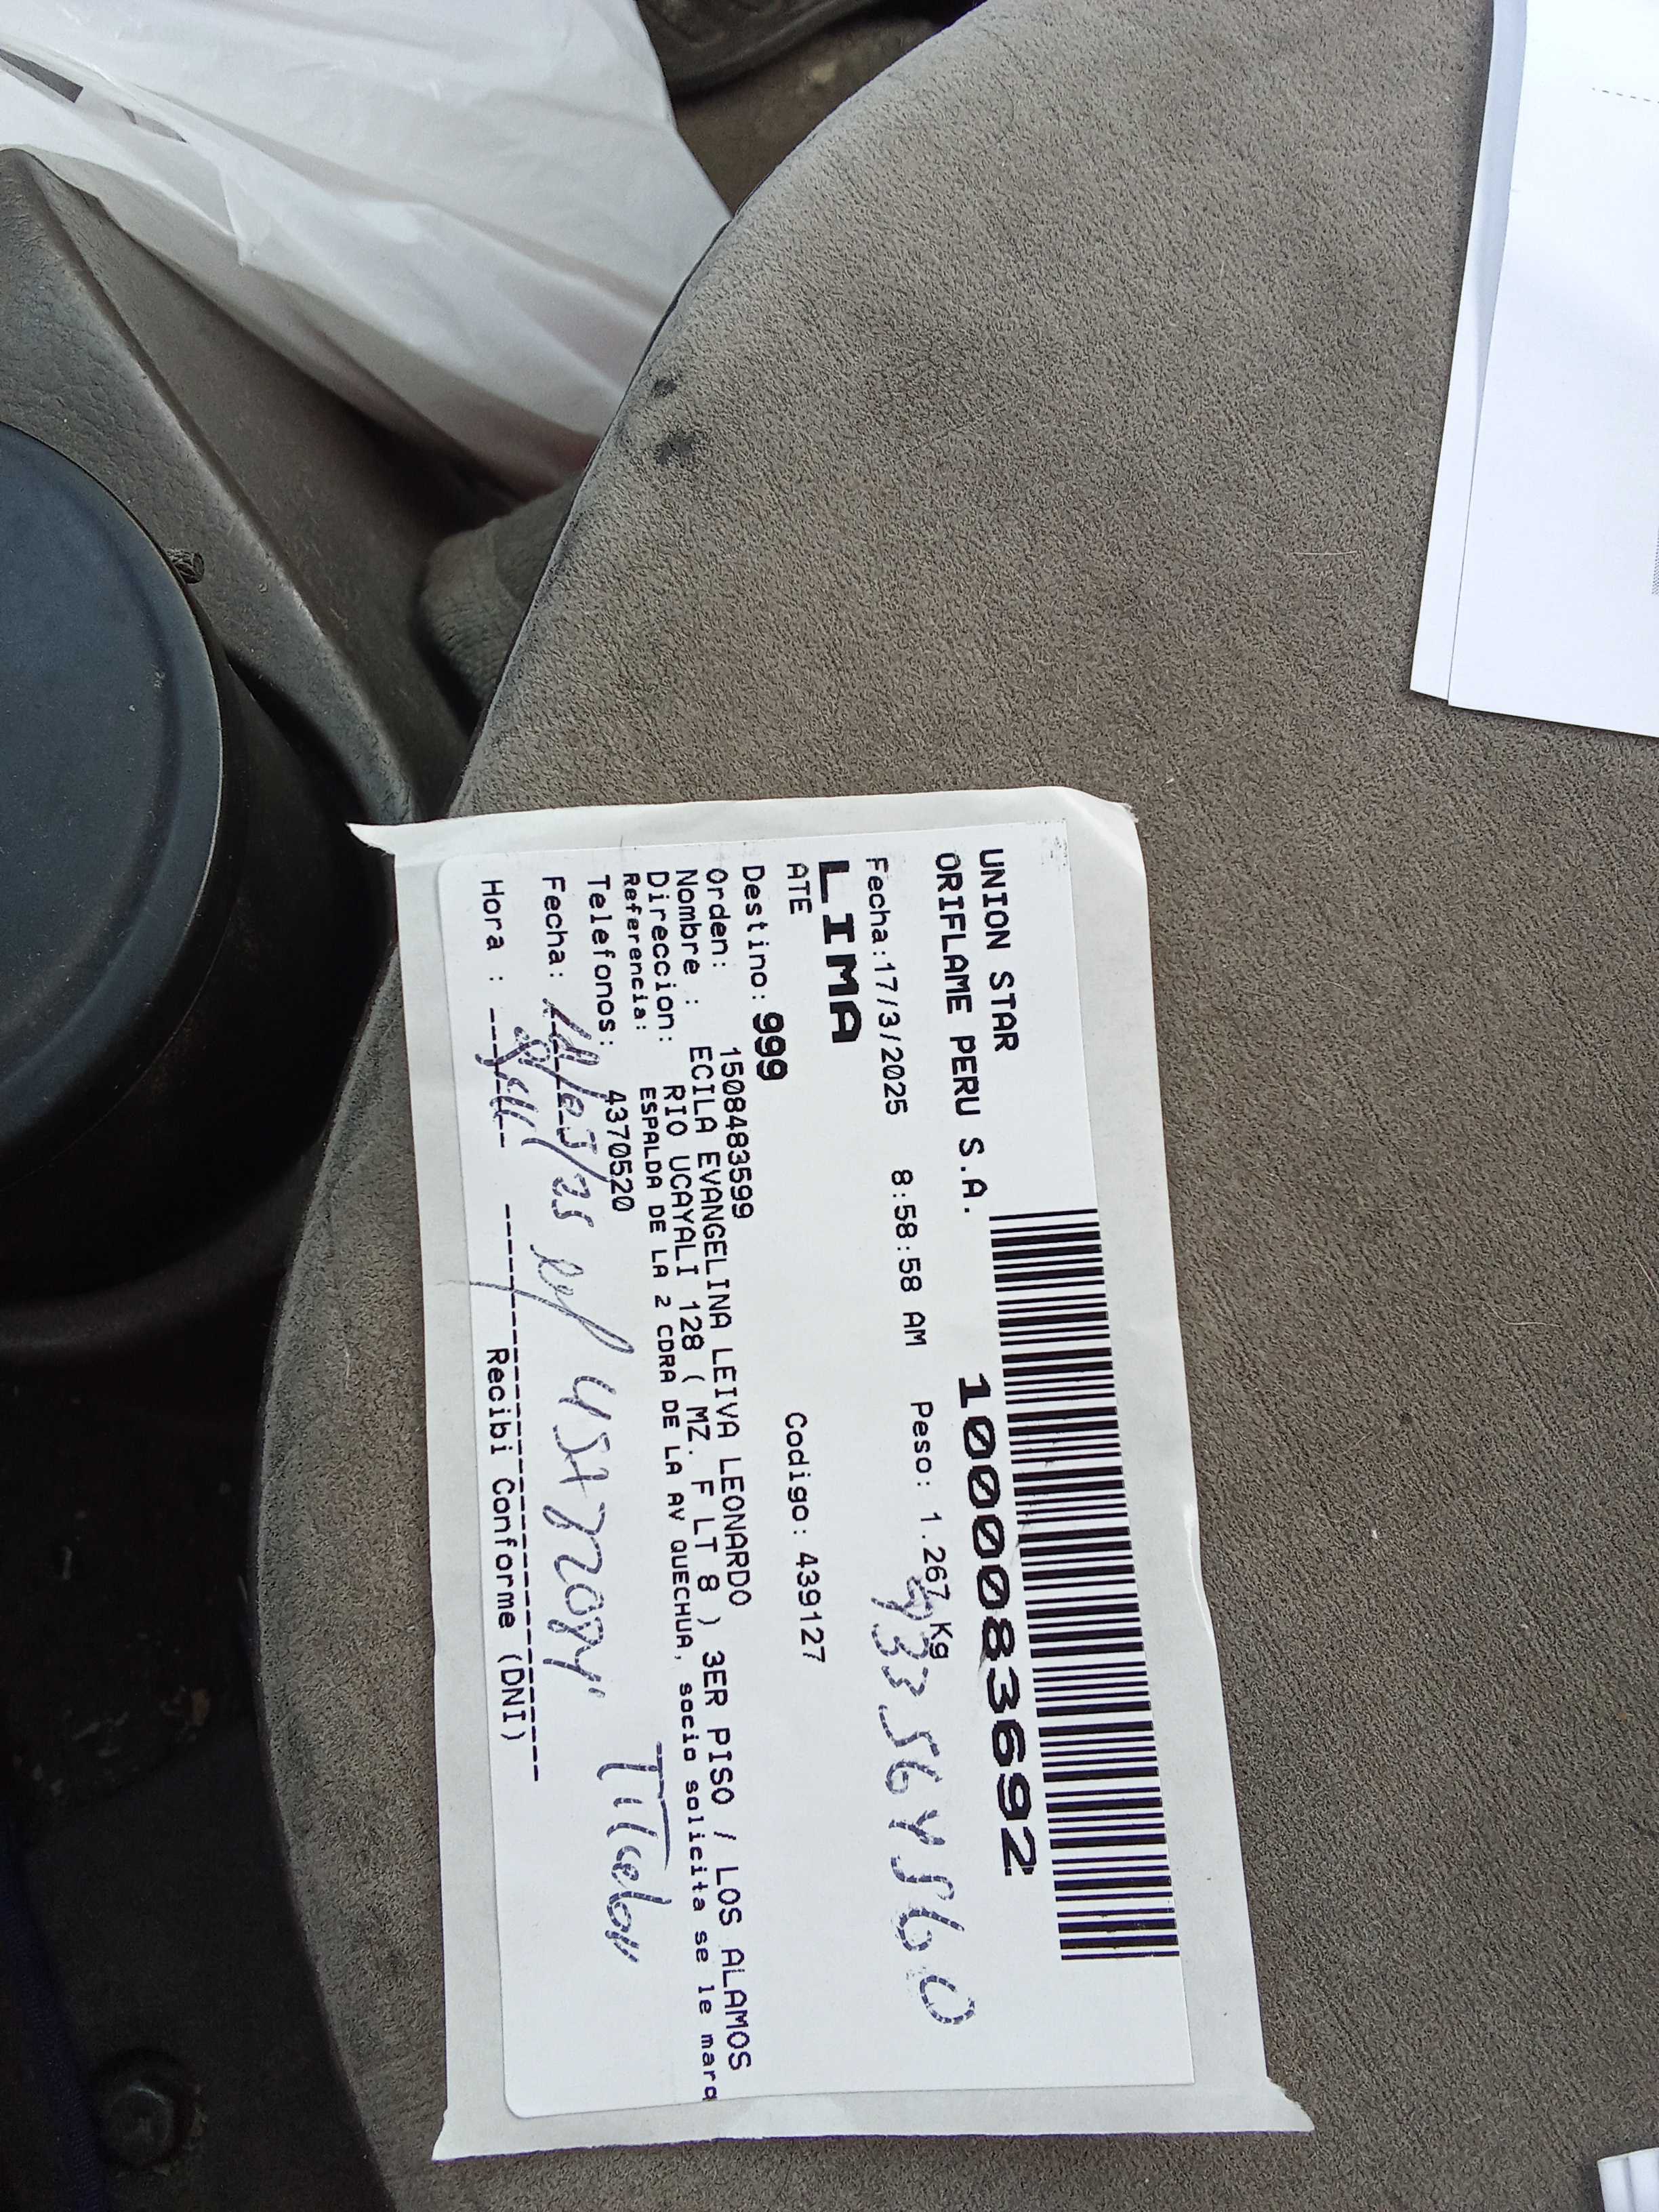 UNION STAR
ORIFLAME PERU S.A. 10000836692
Fecha:17/3/2025 8:58:58 AM Peso: 1.267 Kg
LIMA
ATE Codigo: 439127
Destino: 999
Orden: 1508483599
Nombre : ECILA EVANGELINA LEIVA LEONARDO
Direccion: RIO UCAYALI 128 ( MZ. F LT 8 ) 3ER PISO / LOS ALAMOS
Referencia: ESPALDA DE LA 2 CDRA DE LA AV QUECHUA, socio solicita se le marq
Telefonos: 4370520
Fecha:
Hora :
Recibi Conforme (DNI)